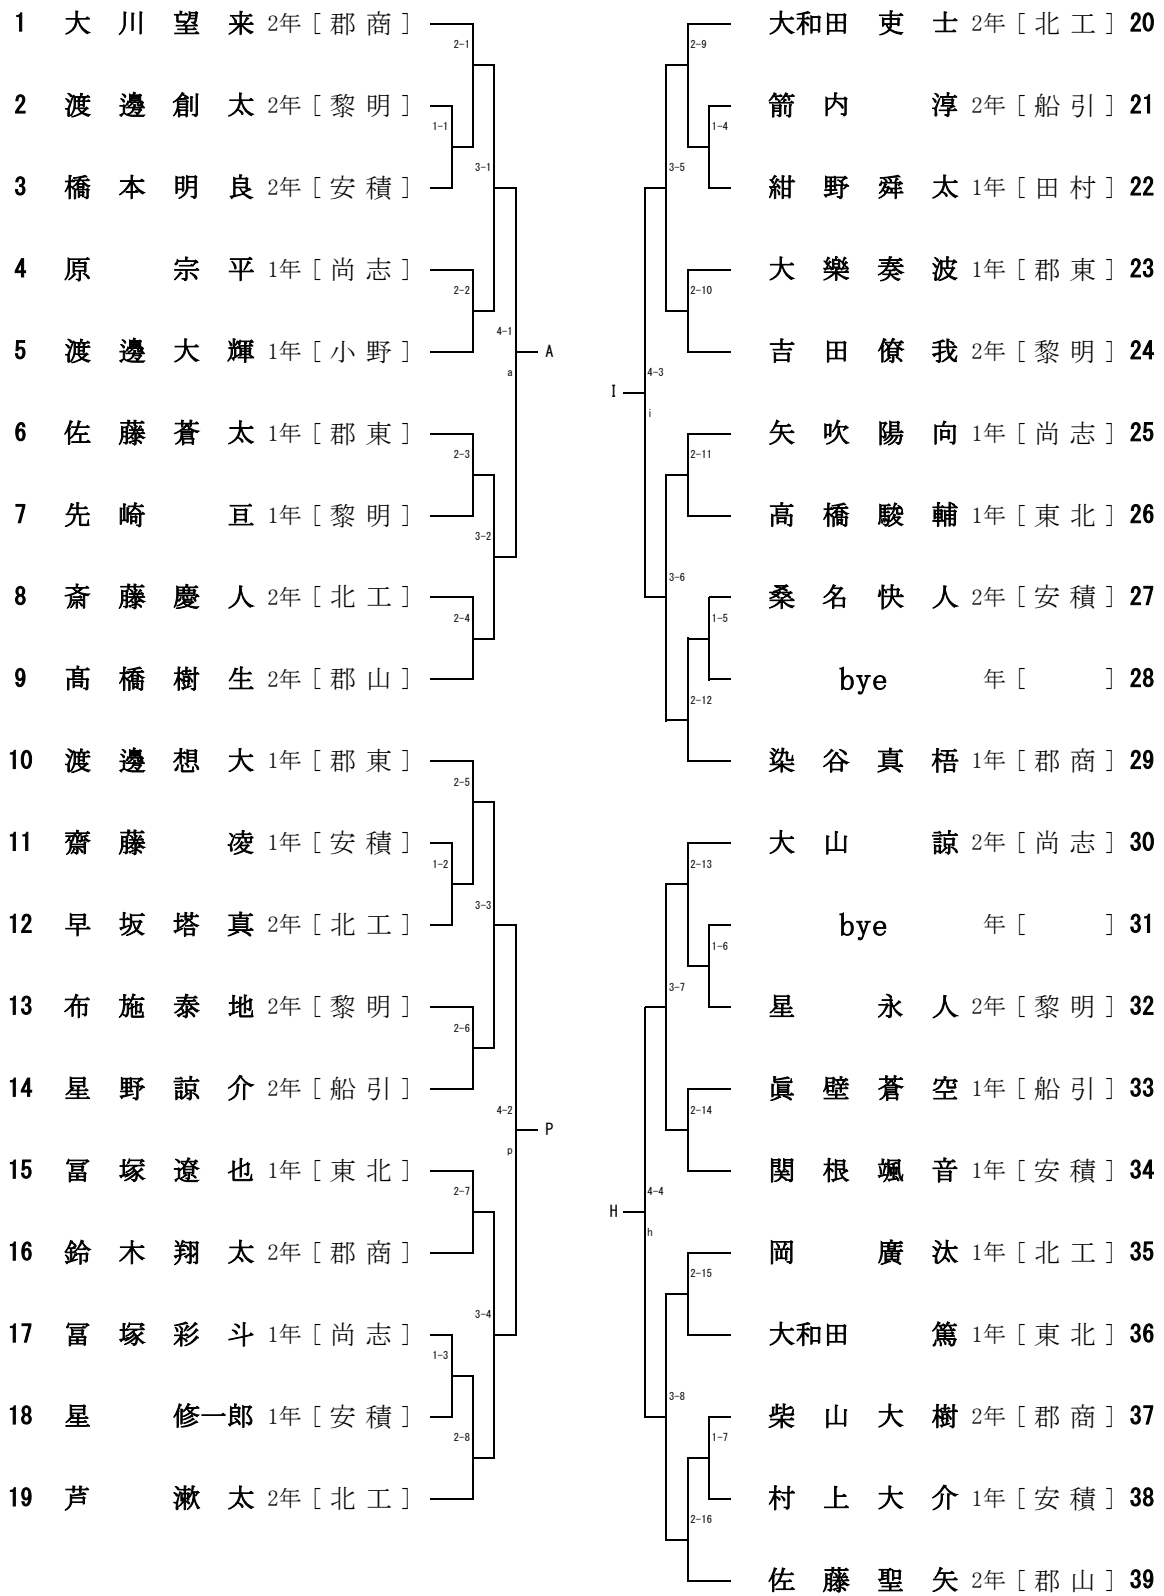 1 大川望来 2年 [郡商]
2-1
2 渡邊創太 2年 [黎明]
1-1
3-1
3 橋本明良 2年 [安積]
4 原 宗平 1年 [尚志]
2-2
4-1
5 渡邊大輝 1年 [小野]
A
a
6 佐藤蒼太 1年 [郡東]
2-3
7 先崎 亘 1年 [黎明]
3-2
8 斎藤慶人 2年 [北工]
2-4
9 髙橋樹生 2年 [郡山]
10 渡邊想大 1年 [郡東]
2-5
11 齋藤 凌 1年 [安積]
1-2
3-3
12 早坂塔真 2年 [北工]
13 布施泰地 2年 [黎明]
2-6
14 星野諒介 2年 [船引]
4-2
P
p
15 冨塚遼也 1年 [東北]
2-7
16 鈴木翔太 2年 [郡商]
3-4
17 冨塚彩斗 1年 [尚志]
1-3
18 星 修一郎 1年 [安積]
2-8
19 芦 漱太 2年 [北工]
大和田吏士 2年 [北工] 20
2-9
箭内 淳 2年 [船引] 21
1-4
3-5
紺野舜太 1年 [田村] 22
大樂奏波 1年 [郡東] 23
2-10
吉田僚我 2年 [黎明] 24
4-3
I
i
矢吹陽向 1年 [尚志] 25
2-11
高橋駿輔 1年 [東北] 26
3-6
桑名快人 2年 [安積] 27
1-5
bye 年 [ ] 28
2-12
染谷真梧 1年 [郡商] 29
大山 諒 2年 [尚志] 30
2-13
bye 年 [ ] 31
1-6
3-7
星 永人 2年 [黎明] 32
眞壁蒼空 1年 [船引] 33
2-14
関根颯音 1年 [安積] 34
4-4
H
h
岡 廣汰 1年 [北工] 35
2-15
大和田 篤 1年 [東北] 36
3-8
柴山大樹 2年 [郡商] 37
1-7
村上大介 1年 [安積] 38
2-16
佐藤聖矢 2年 [郡山] 39